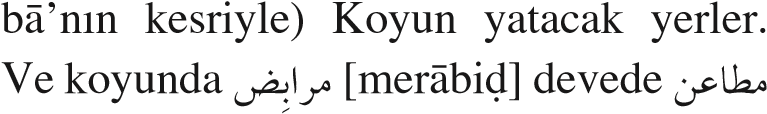 bā’nın kesriyle) Koyun yatacak yerler.
Ve koyunda مرابِض [merābiḍ] devede مطاعن